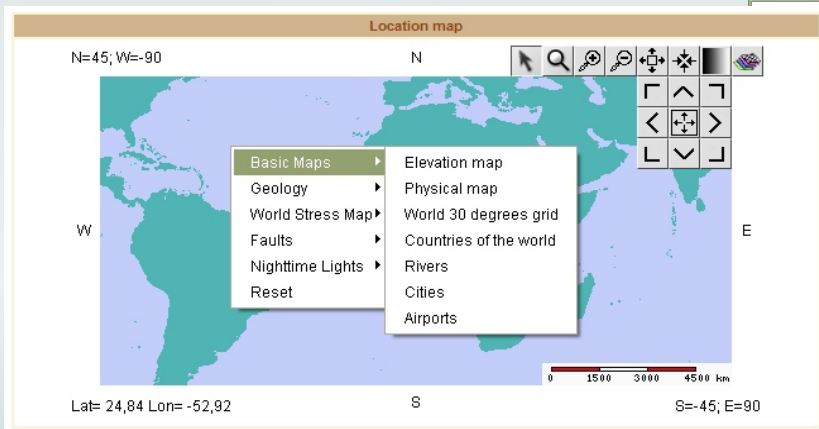 Location map
N=45; W=-90
N
Basic Maps
Geology
World Stress Map
Faults
Nighttime Lights
Reset
Elevation map
Physical map
World 30 degrees grid
Countries of the world
Rivers
Cities
Airports
W
E
0 1500 3000 4500 km
Lat= 24,84 Lon= -52,92
S
S=-45; E=90